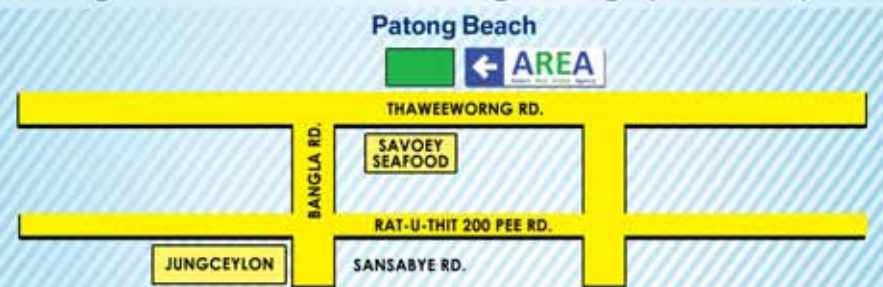 Patong Beach
AREA
THAWEEWORNG RD.
BANGLA RD.
SAVOEY
SEAFOOD
RAT-U-THIT 200 PEE RD.
JUNGCEYLON
SANSABYE RD.